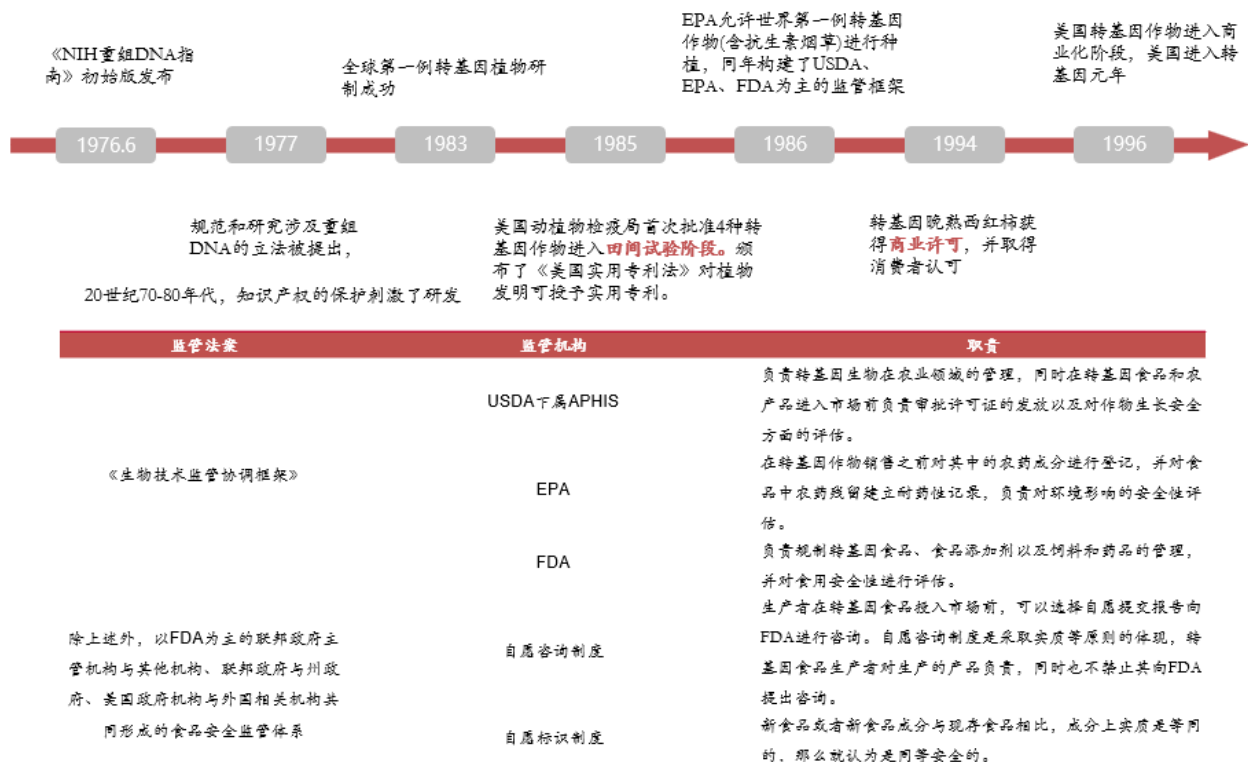 《NIH重组DNA指
南》初始版发布
全球第一例转基因植物研
制成功
EPA允许世界第一例转基因
作物(含抗生素烟草)进行种
植，同年构建了USDA、
EPA、FDA为主的监管框架
美国转基因作物进入商
业化阶段，美国进入转
基因元年
1976.6
1977
1983
1985
1986
1994
1996
规范和研究涉及重组
DNA的立法被提出，
20世纪70-80年代，知识产权的保护刺激了研发
美国动植物检疫局首次批准4种转
基因作物进入田间试验阶段。颁
布了《美国实用专利法》对植物
发明可授予实用专利。
转基因晚熟西红柿获
得商业许可，并取得
消费者认可
监管法案
监管机构
职责
《生物技术监管协调框架》
USDA下属APHIS
负责转基因生物在农业领域的管理，同时在转基因食品和农
产品进入市场前负责审批许可证的发放以及对作物生长安全
方面的评估。
EPA
在转基因作物销售之前对其中的农药成分进行登记，并对食
品中农药残留建立耐药性记录，负责对环境影响的安全性评
估。
FDA
负责规制转基因食品、食品添加剂以及饲料和药品的管理，
并对食用安全性进行评估。
除上述外，以FDA为主的联邦政府主
管机构与其他机构、联邦政府与州政
府、美国政府机构与外国相关机构共
同形成的食品安全监管体系
自愿咨询制度
生产者在转基因食品投入市场前，可以选择自愿提交报告向
FDA进行咨询。自愿咨询制度是采取实质等原则的体现，转
基因食品生产者对生产的产品负责，同时也不禁止其向FDA
提出咨询。
自愿标识制度
新食品或者新食品成分与现存食品相比，成分上实质是等同
的，那么就认为是同等安全的。